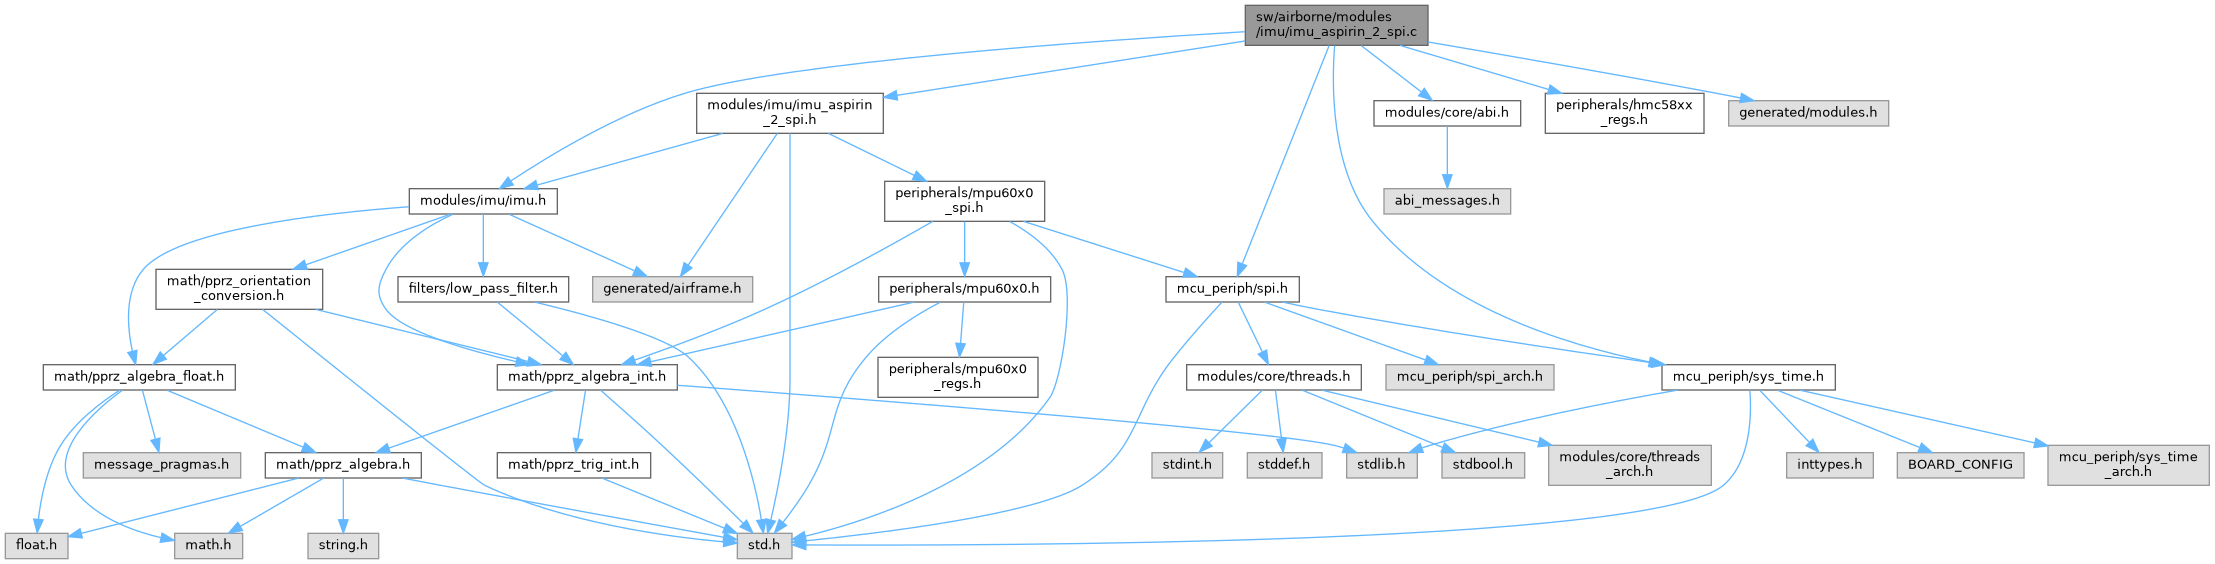 sw/airborne/modules
/imu/imu_aspirin_2_spi.c
modules/imu/imu_aspirin
_2_spi.h
modules/core/abi.h
peripherals/hmc58xx
_regs.h
generated/modules.h
modules/imu/imu.h
peripherals/mpu60x0
_spi.h
abi_messages.h
math/pprz_orientation
_conversion.h
filters/low_pass_filter.h
generated/airframe.h
peripherals/mpu60x0.h
mcu_periph/spi.h
math/pprz_algebra_float.h
math/pprz_algebra_int.h
peripherals/mpu60x0
_regs.h
modules/core/threads.h
mcu_periph/spi_arch.h
mcu_periph/sys_time.h
message_pragmas.h
math/pprz_algebra.h
math/pprz_trig_int.h
stdint.h
stddef.h
stdlib.h
stdbool.h
modules/core/threads
_arch.h
inttypes.h
BOARD_CONFIG
mcu_periph/sys_time
_arch.h
float.h
math.h
string.h
std.h